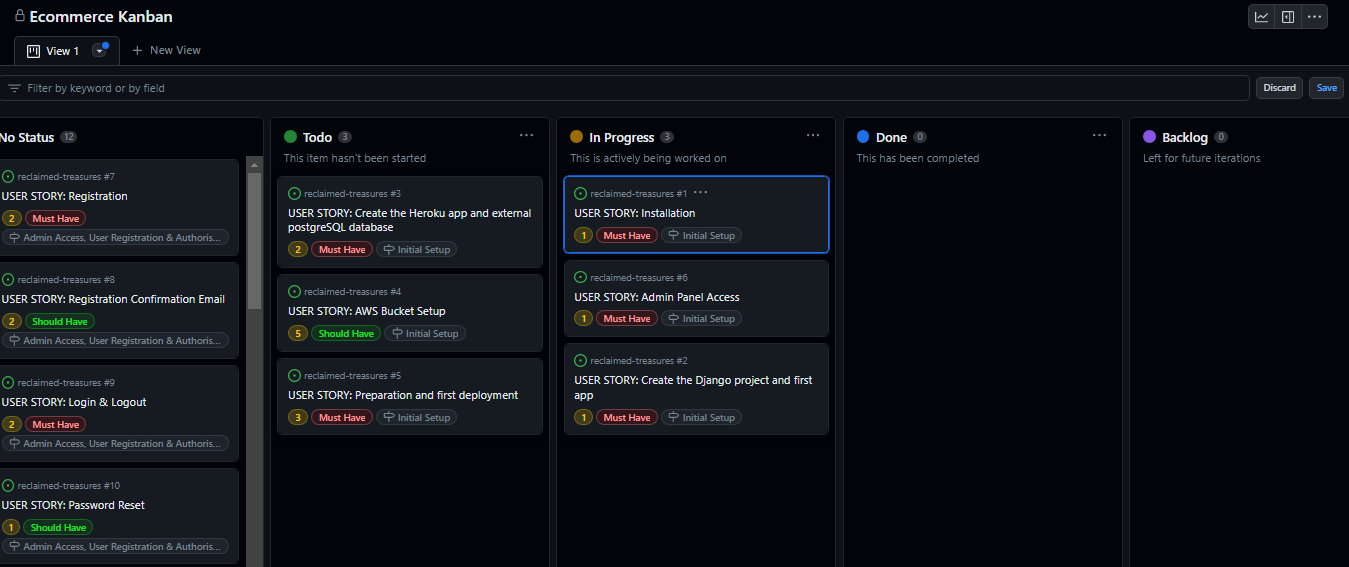 Ecommerce Kanban
View 1
New View
Filter by keyword or by field
Discard
Save
No Status 12
reclaimed-treasures #7
USER STORY: Registration
2 Must Have
Admin Access, User Registration & Authoris...
reclaimed-treasures #8
USER STORY: Registration Confirmation Email
2 Should Have
Admin Access, User Registration & Authoris...
reclaimed-treasures #9
USER STORY: Login & Logout
2 Must Have
Admin Access, User Registration & Authoris...
reclaimed-treasures #10
USER STORY: Password Reset
1 Should Have
Admin Access, User Registration & Authoris...
Todo 3
This item hasn't been started
reclaimed-treasures #3
USER STORY: Create the Heroku app and external
postgreSQL database
2 Must Have Initial Setup
reclaimed-treasures #4
USER STORY: AWS Bucket Setup
5 Should Have Initial Setup
reclaimed-treasures #5
USER STORY: Preparation and first deployment
3 Must Have Initial Setup
In Progress 3
This is actively being worked on
reclaimed-treasures #1
USER STORY: Installation
1 Must Have Initial Setup
reclaimed-treasures #6
USER STORY: Admin Panel Access
1 Must Have Initial Setup
reclaimed-treasures #2
USER STORY: Create the Django project and first
app
1 Must Have Initial Setup
Done 0
This has been completed
Backlog 0
Left for future iterations